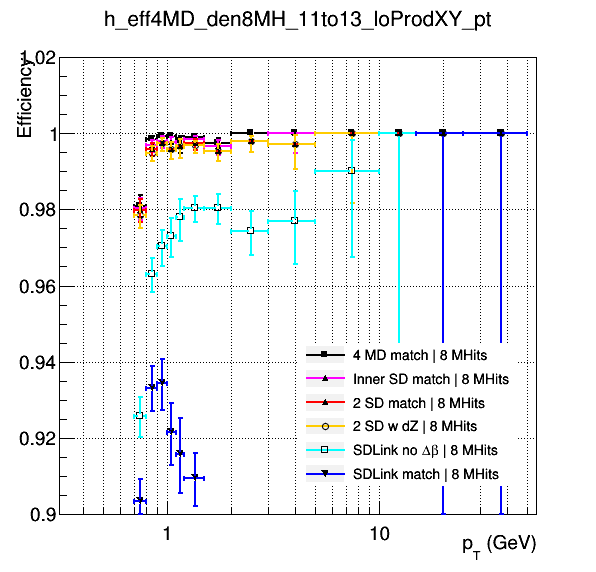 h_eff4MD_den8MH_11to13_loProdXY_pt
Efficiency
1.02
1
0.98
0.96
0.94
0.92
0.9
4 MD match | 8 MHits
Inner SD match | 8 MHits
2 SD match | 8 MHits
2 SD w dZ | 8 MHits
SDLink no Δβ | 8 MHits
SDLink match | 8 MHits
1
10
p_T (GeV)